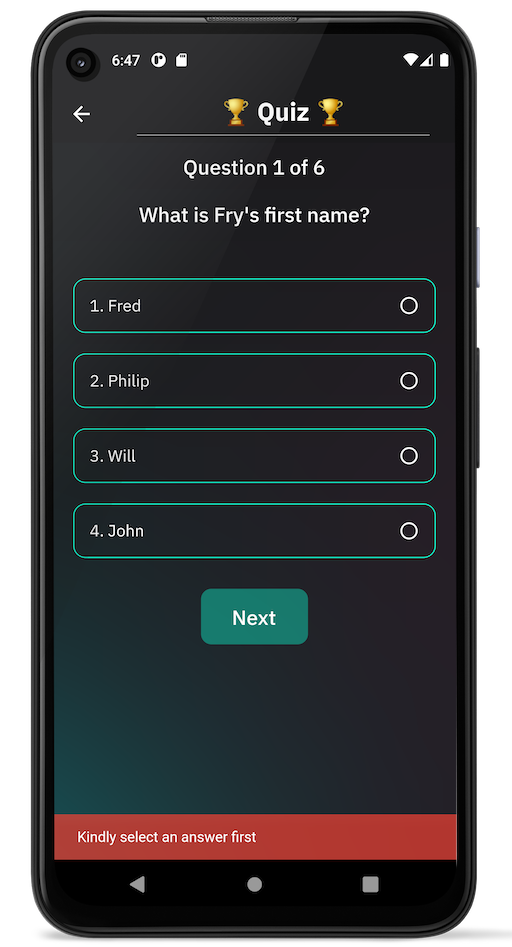 6:47
🏆 Quiz 🏆
Question 1 of 6
What is Fry's first name?
1. Fred
2. Philip
3. Will
4. John
Next
Kindly select an answer first